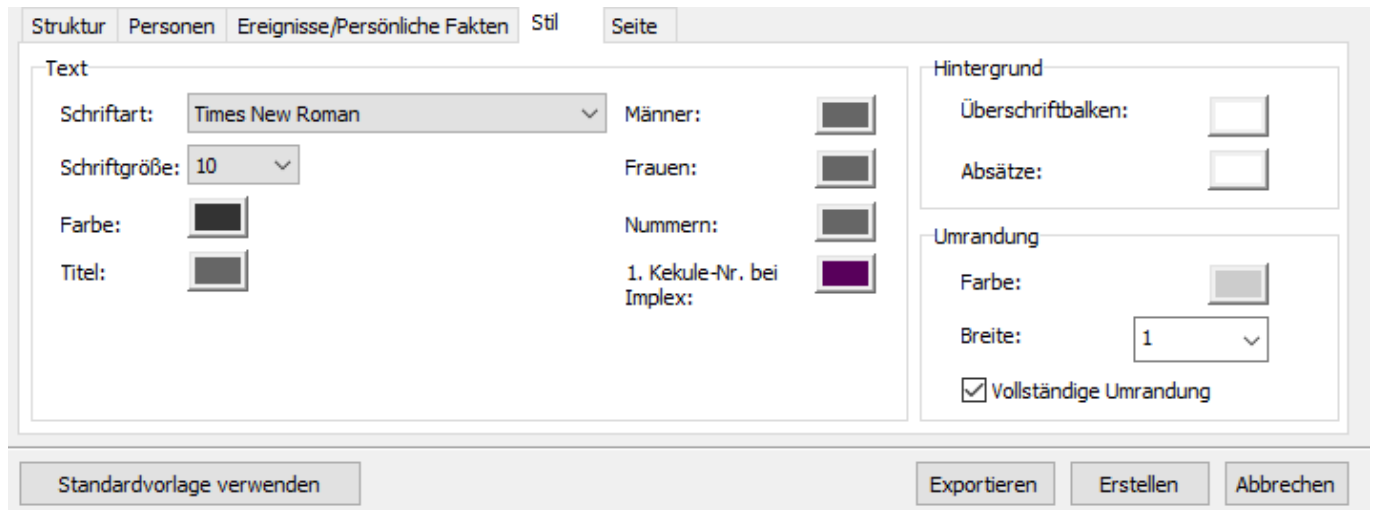 Struktur Personen Ereignisse/Persönliche Fakten Stil Seite
Text
Schriftart: Times New Roman
Schriftgröße: 10
Farbe:
Titel:
Männer:
Frauen:
Nummern:
1. Kekule-Nr. bei
Implex:
Hintergrund
Überschriftbalken:
Absätze:
Umrandung
Farbe:
Breite: 1
Vollständige Umrandung
Standardvorlage verwenden Exportieren Erstellen Abbrechen